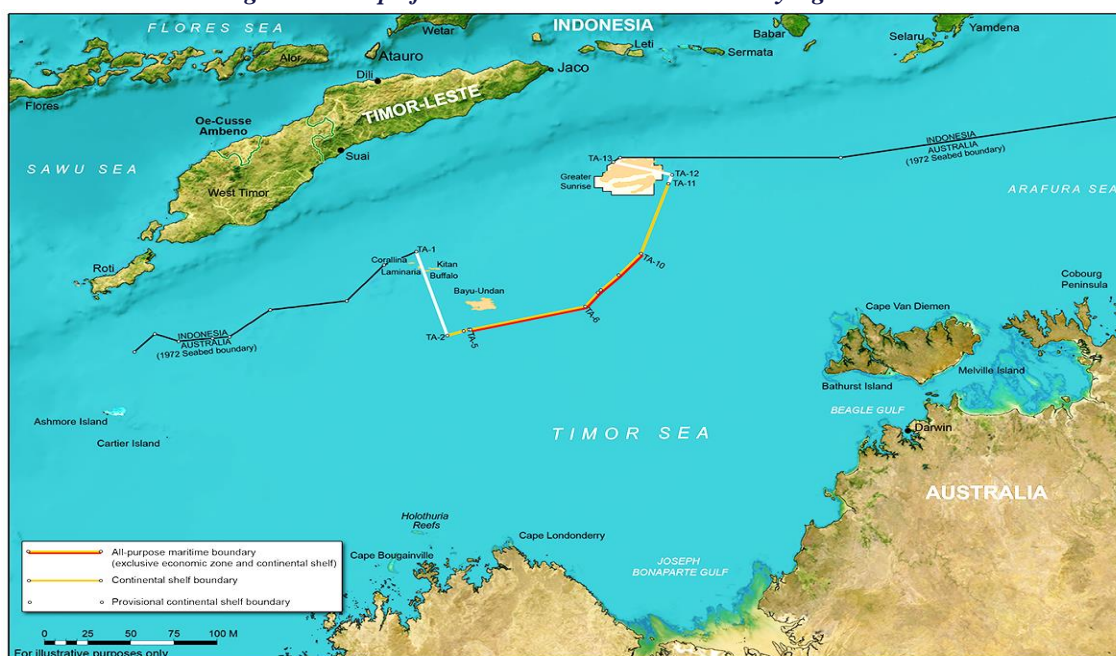 FLORES SEA
Wetar
INDONESIA
Babar
Yamdena
Selaru
Leti
Sermata
Alor
Atauro
Dili
Jaco
Flores
TIMOR-LESTE
Oe-Cusse
Ambeno
Suai
SAWU SEA
West Timor
INDONESIA
AUSTRALIA
(1972 Seabed boundary)
TA-13
TA-12
TA-11
Greater
Sunrise
ARAFURA SEA
Roti
TA-1
Corallina
Kitan
Laminaria
Buffalo
TA-10
Bayu-Undan
Cobourg
Peninsula
TA-6
Cape Van Diemen
TA-2
TA-5
INDONESIA
AUSTRALIA
(1972 Seabed boundary)
Melville Island
Bathurst Island
BEAGLE GULF
Ashmore Island
Cartier Island
TIMOR SEA
Darwin
AUSTRALIA
Holothuria
Reefs
Cape Bougainville
Cape Londonderry
JOSEPH
BONAPARTE GULF
All-purpose maritime boundary
(exclusive economic zone and continental shelf)
Continental shelf boundary
Provisional continental shelf boundary
0 25 50 75 100 M
For illustrative purposes only